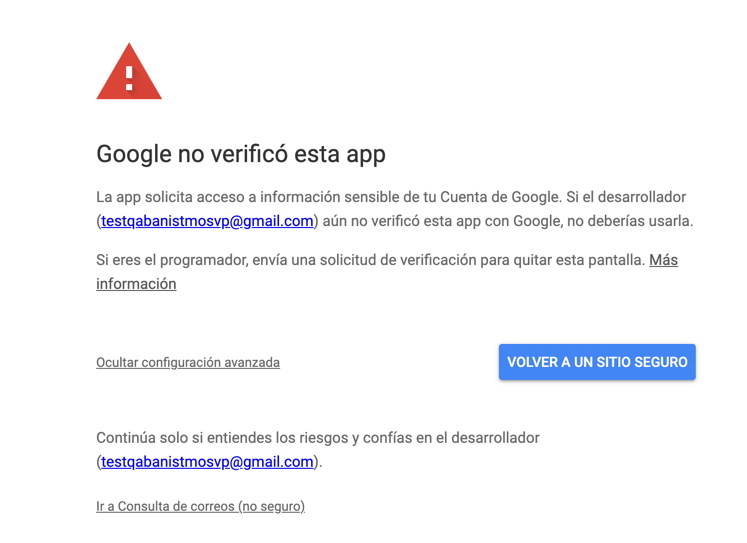 Google no verificó esta app
La app solicita acceso a información sensible de tu Cuenta de Google. Si el desarrollador
(testqabanistmosvp@gmail.com) aún no verificó esta app con Google, no deberías usarla.
Si eres el programador, envía una solicitud de verificación para quitar esta pantalla. Más
información
Ocultar configuración avanzada
VOLVER A UN SITIO SEGURO
Continúa solo si entiendes los riesgos y confías en el desarrollador
(testqabanistmosvp@gmail.com).
Ir a Consulta de correos (no seguro)